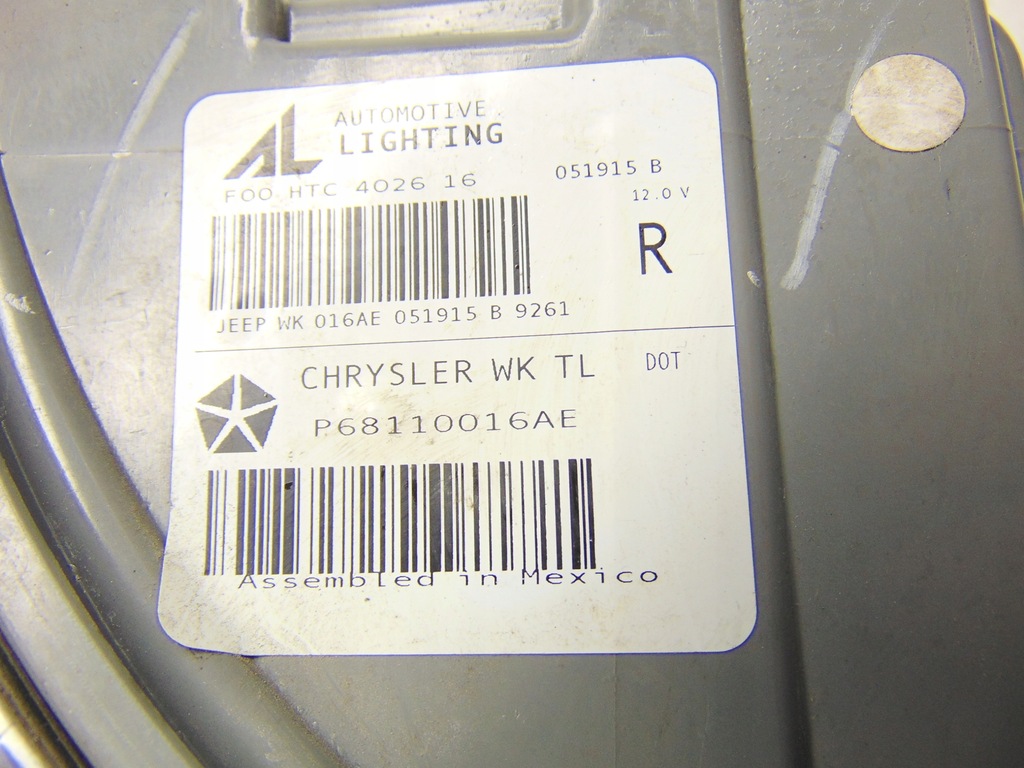 AL AUTOMOTIVE
LIGHTING
F00 HTC 4026 16
051915 B
12.0 V
R
JEEP WK 016AE 051915 B 9261
CHRYSLER WK TL
DOT
P68110016AE
Assembled in Mexico